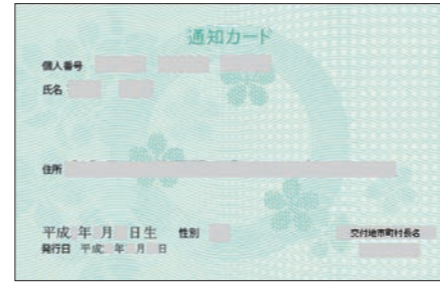 通知カード
個人番号
氏名
住所
平成 年 月 日生 性別
交付地市町村長名
発行日 平成 年 月 日